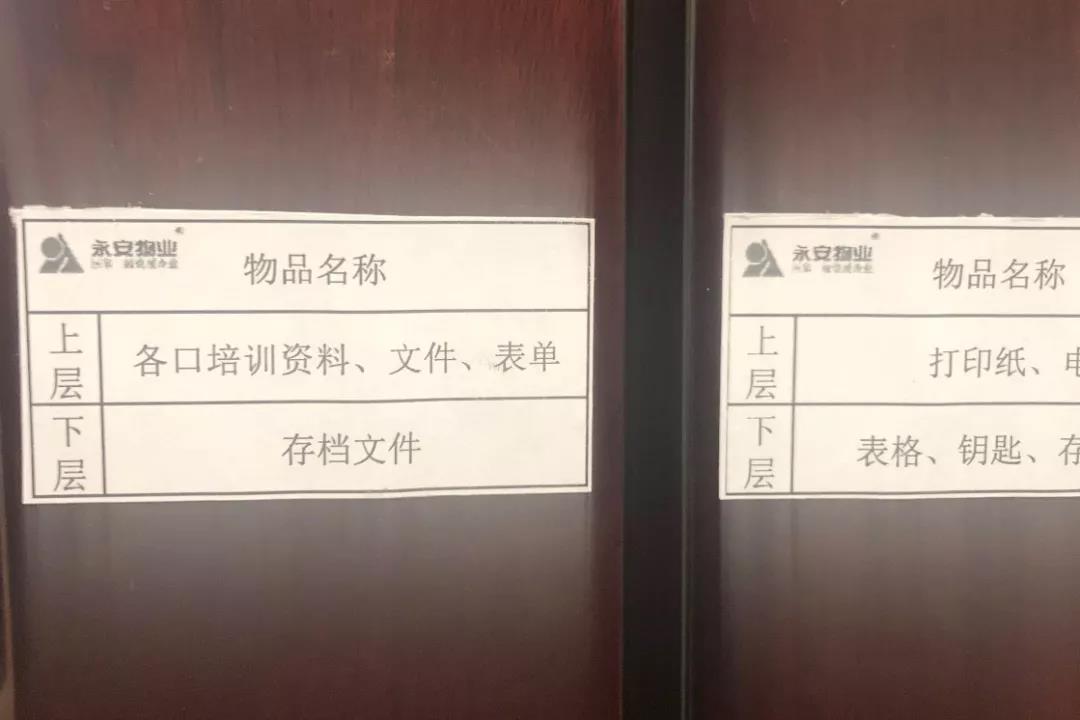 永安物业
物品名称
上层
各口培训资料、文件、表单
下层
存档文件
永安物业
物品名称
上层
打印纸、
下层
表格、钥匙、存